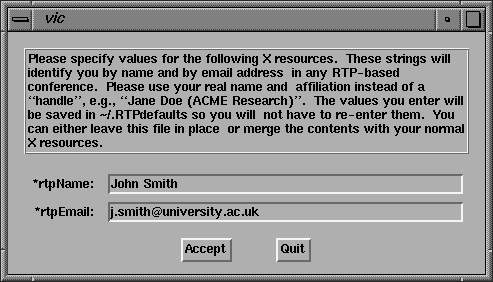 vic
Please specify values for the following X resources.  These strings will
identify you by name and by email address  in any RTP-based
conference.  Please use your real name and  affiliation instead of a
“handle”, e.g., “Jane Doe (ACME Research)”.  The values you enter will
be saved in ~/.RTPdefaults so you will  not have to re-enter them.  You
can either leave this file in place  or merge the contents with your normal
X resources.
*rtpName: John Smith
*rtpEmail: j.smith@university.ac.uk
Accept Quit